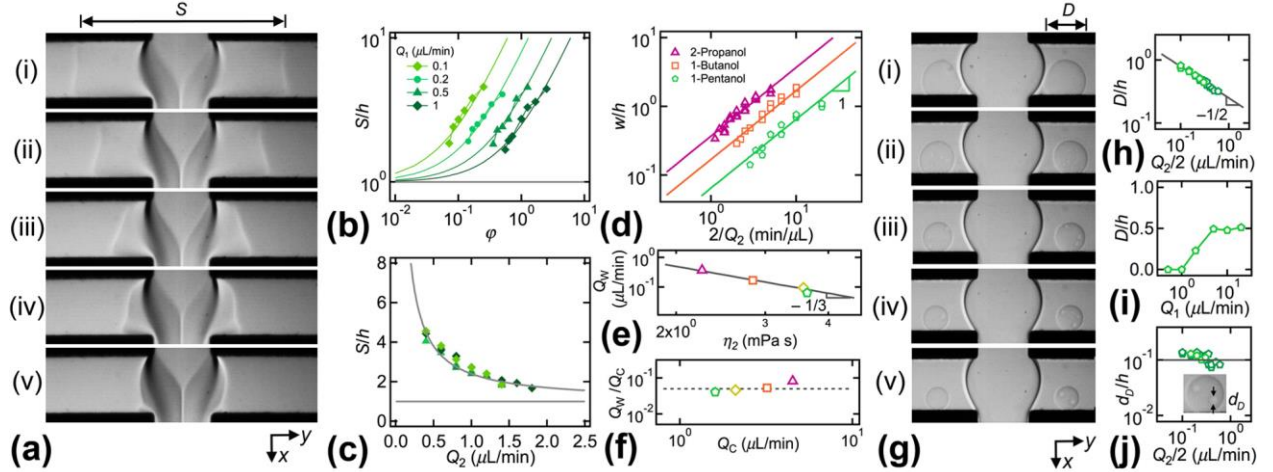 S
(i)
(ii)
(iii)
(iv)
(v)
(a)
y
x
Q1 (μL/min)
0.1
0.2
0.5
1
S/h
10^1
10^0
10^-2
10^-1
10^0
10^1
φ
(b)
S/h
8
6
4
2
0
0.0
0.5
1.0
1.5
2.0
2.5
Q2 (μL/min)
(c)
2-Propanol
1-Butanol
1-Pentanol
1
w/h
10^1
10^0
10^-1
10^0
10^1
2/Q2 (min/μL)
(d)
QW (μL/min)
10^0
10^-1
−1/3
2x10^0
3
4
η2 (mPa s)
(e)
QW/QC
10^-1
10^-2
10^0
10^1
QC (μL/min)
(f)
D
(i)
(ii)
(iii)
(iv)
(v)
(g)
y
x
D/h
10^1
10^-1
−1/2
10^-1
10^0
Q2/2 (μL/min)
(h)
D/h
1.0
0.5
0.0
10^0
10^1
Q1 (μL/min)
(i)
dD/h
10^0
10^-2
dD
10^-1
10^0
Q2/2 (μL/min)
(j)